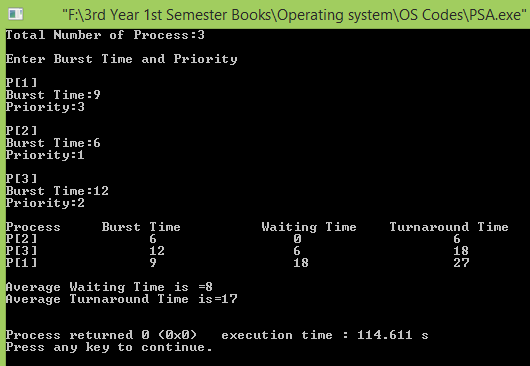 "F:\3rd Year 1st Semester Books\Operating system\OS Codes\PSA.exe"
Total Number of Process:3
Enter Burst Time and Priority
P[1]
Burst Time:9
Priority:3
P[2]
Burst Time:6
Priority:1
P[3]
Burst Time:12
Priority:2
Process Burst Time Waiting Time Turnaround Time
P[2] 6 0 6
P[3] 12 6 18
P[1] 9 18 27
Average Waiting Time is =8
Average Turnaround Time is=17
Process returned 0 (0x0) execution time : 114.611 s
Press any key to continue.